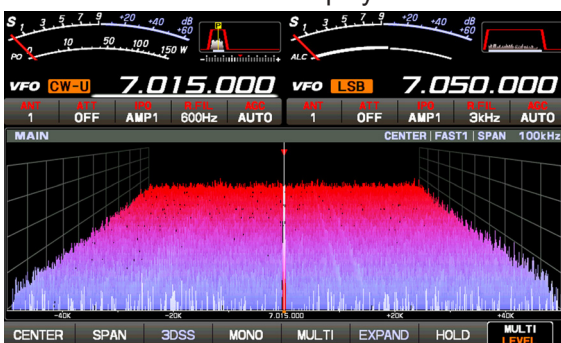 S 1 3 5 7 9 +20 +40 +60 dB
PO 0 10 50 100 150 W
S 1 3 5 7 9 +20 +40 +60 dB
ALC
VFO CW-U 7.015.000
VFO LSB 7.050.000
ANT ATT IPO R.FIL AGC
1 OFF AMP1 600Hz AUTO
ANT ATT IPO R.FIL AGC
1 OFF AMP1 3kHz AUTO
MAIN CENTER | FAST1 | SPAN 100kHz
-40K -20K 7.015.000 +20K +40K
CENTER SPAN 3DSS MONO MULTI EXPAND HOLD MULTI
LEVEL